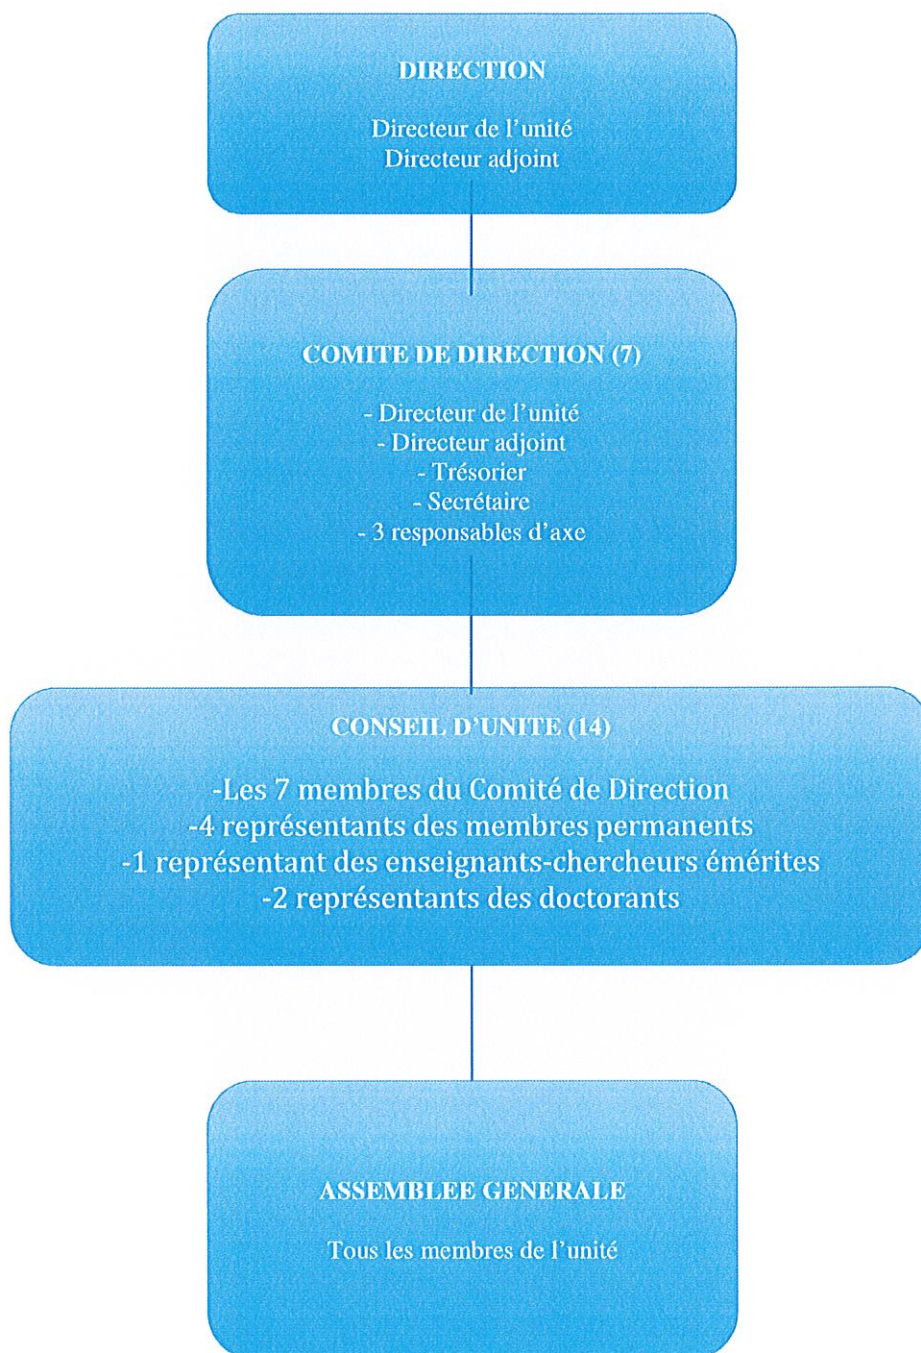 DIRECTION
Directeur de l'unité
Directeur adjoint
COMITE DE DIRECTION (7)
- Directeur de l'unité
- Directeur adjoint
- Trésorier
- Secrétaire
- 3 responsables d'axe
CONSEIL D'UNITE (14)
-Les 7 membres du Comité de Direction
-4 représentants des membres permanents
-1 représentant des enseignants-chercheurs émérites
-2 représentants des doctorants
ASSEMBLEE GENERALE
Tous les membres de l'unité